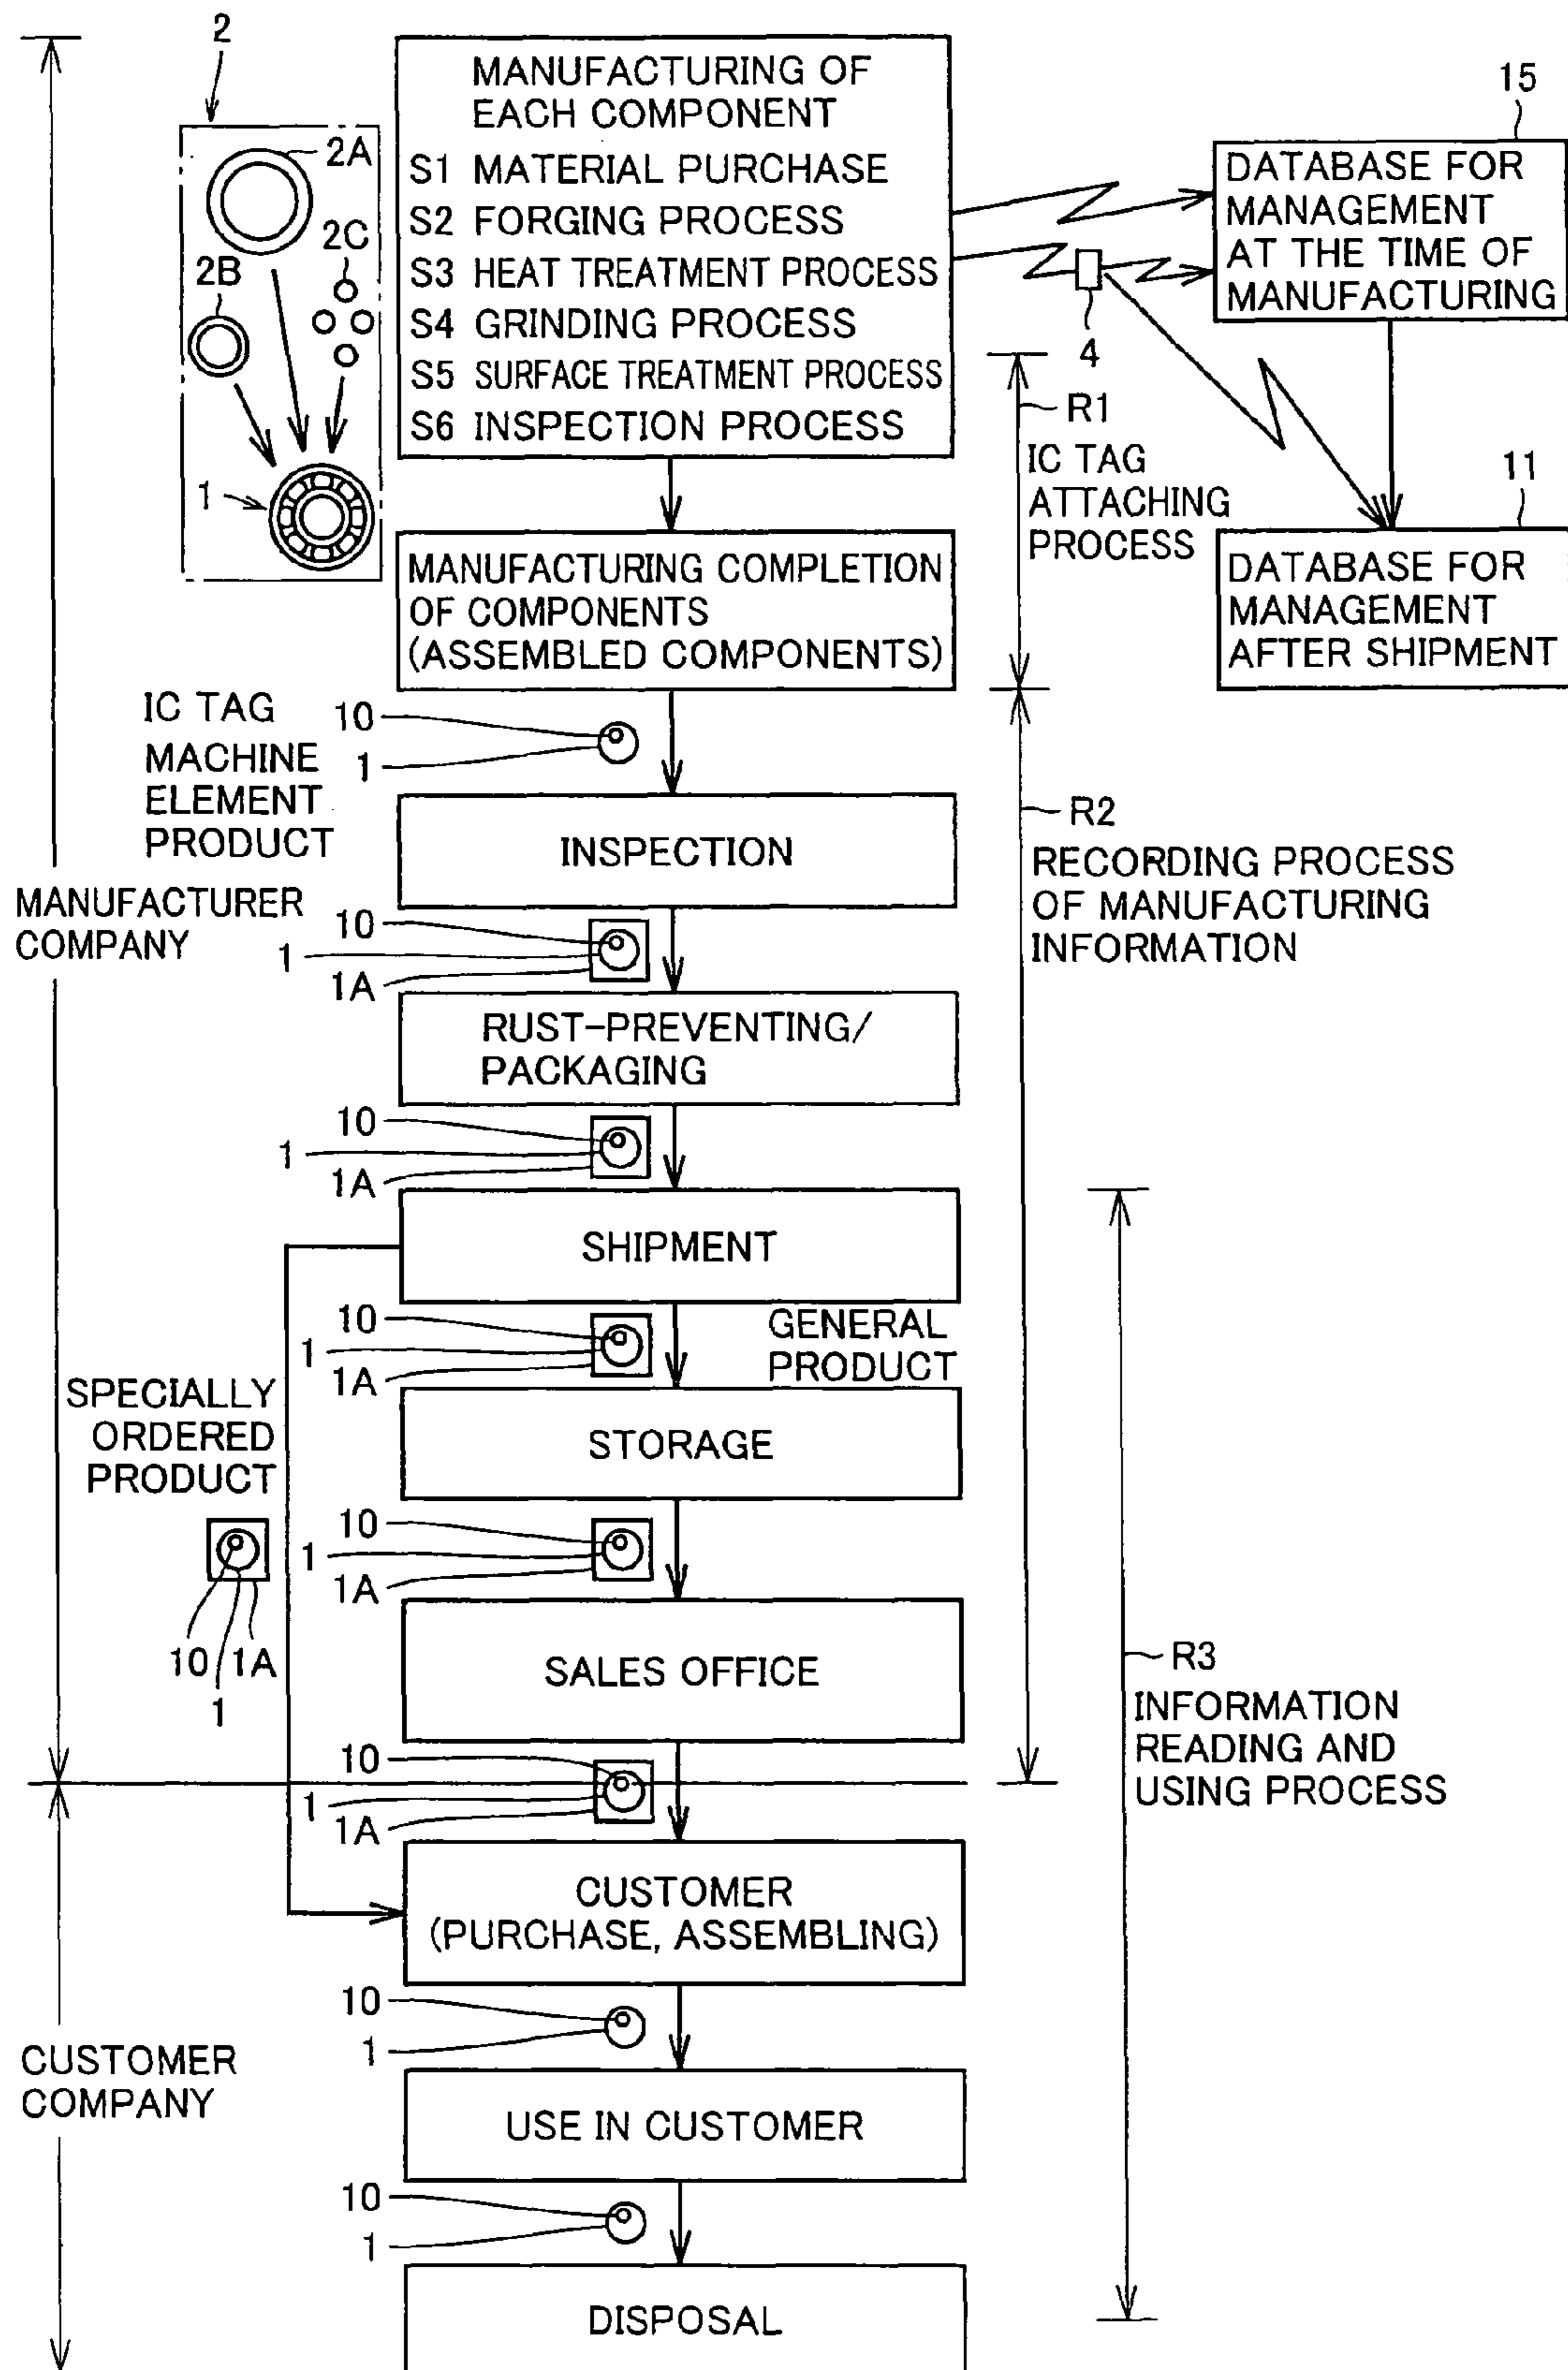 2
MANUFACTURING OF
EACH COMPONENT
S1 MATERIAL PURCHASE
S2 FORGING PROCESS
S3 HEAT TREATMENT PROCESS
S4 GRINDING PROCESS
S5 SURFACE TREATMENT PROCESS
S6 INSPECTION PROCESS
2A
2C
2B
1
15
DATABASE FOR
MANAGEMENT
AT THE TIME OF
MANUFACTURING
4
R1
IC TAG
ATTACHING
PROCESS
11
DATABASE FOR
MANAGEMENT
AFTER SHIPMENT
MANUFACTURING COMPLETION
OF COMPONENTS
(ASSEMBLED COMPONENTS)
IC TAG
10
MACHINE
ELEMENT
PRODUCT
1
INSPECTION
R2
RECORDING PROCESS
OF MANUFACTURING
INFORMATION
MANUFACTURER
COMPANY
10
1
1A
RUST-PREVENTING/
PACKAGING
10
1
1A
SHIPMENT
10
1
1A
GENERAL
PRODUCT
SPECIALLY
ORDERED
PRODUCT
STORAGE
10
1
1A
10
1A
1
SALES OFFICE
R3
INFORMATION
READING AND
USING PROCESS
10
1
1A
CUSTOMER
(PURCHASE, ASSEMBLING)
10
1
CUSTOMER
COMPANY
USE IN CUSTOMER
10
1
DISPOSAL